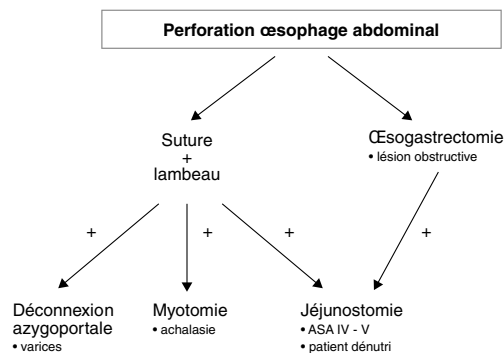 Perforation œsophage abdominal
Suture
+
lambeau
Œsogastrectomie
• lésion obstructive
+
+
+
+
Déconnexion
azygoportale
• varices
Myotomie
• achalasie
Jéjunostomie
• ASA IV - V
• patient dénutri